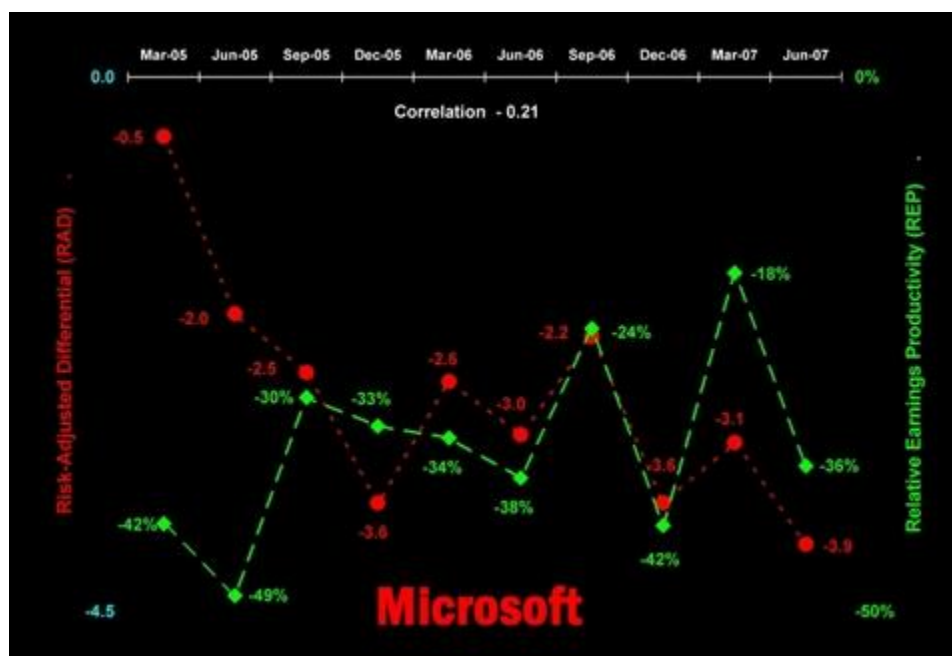 Mar-05 Jun-05 Sep-05 Dec-05 Mar-06 Jun-06 Sep-06 Dec-06 Mar-07 Jun-07
0.0 0%
Correlation - 0.21
-0.5
Risk-Adjusted Differential (RAD)
Relative Earnings Productivity (REP)
-18%
-2.0
-2.2 -24%
-2.5 -2.6
-30% -33%
-3.0 -3.1
-34%
-3.6 -36%
-38%
-3.6
-42% -42% -3.9
-49%
Microsoft
-4.5 -50%